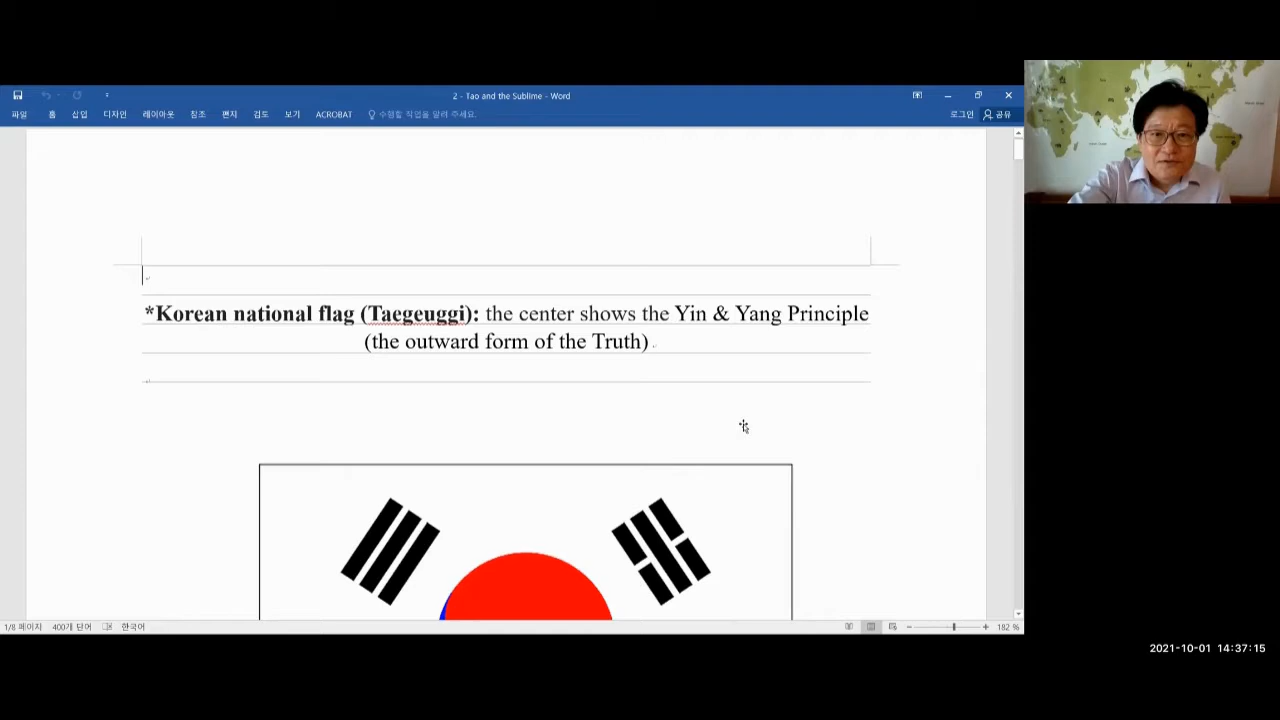 2 - Tao and the Sublime - Word
파일 홈 삽입 디자인 레이아웃 참조 편지 검토 보기 ACROBAT 수행할 작업을 알려 주세요. 로그인 공유
*Korean national flag (Taegeuggi): the center shows the Yin & Yang Principle
(the outward form of the Truth)
1/8 페이지 400개 단어 한국어 182 %
2021-10-01 14:37:15